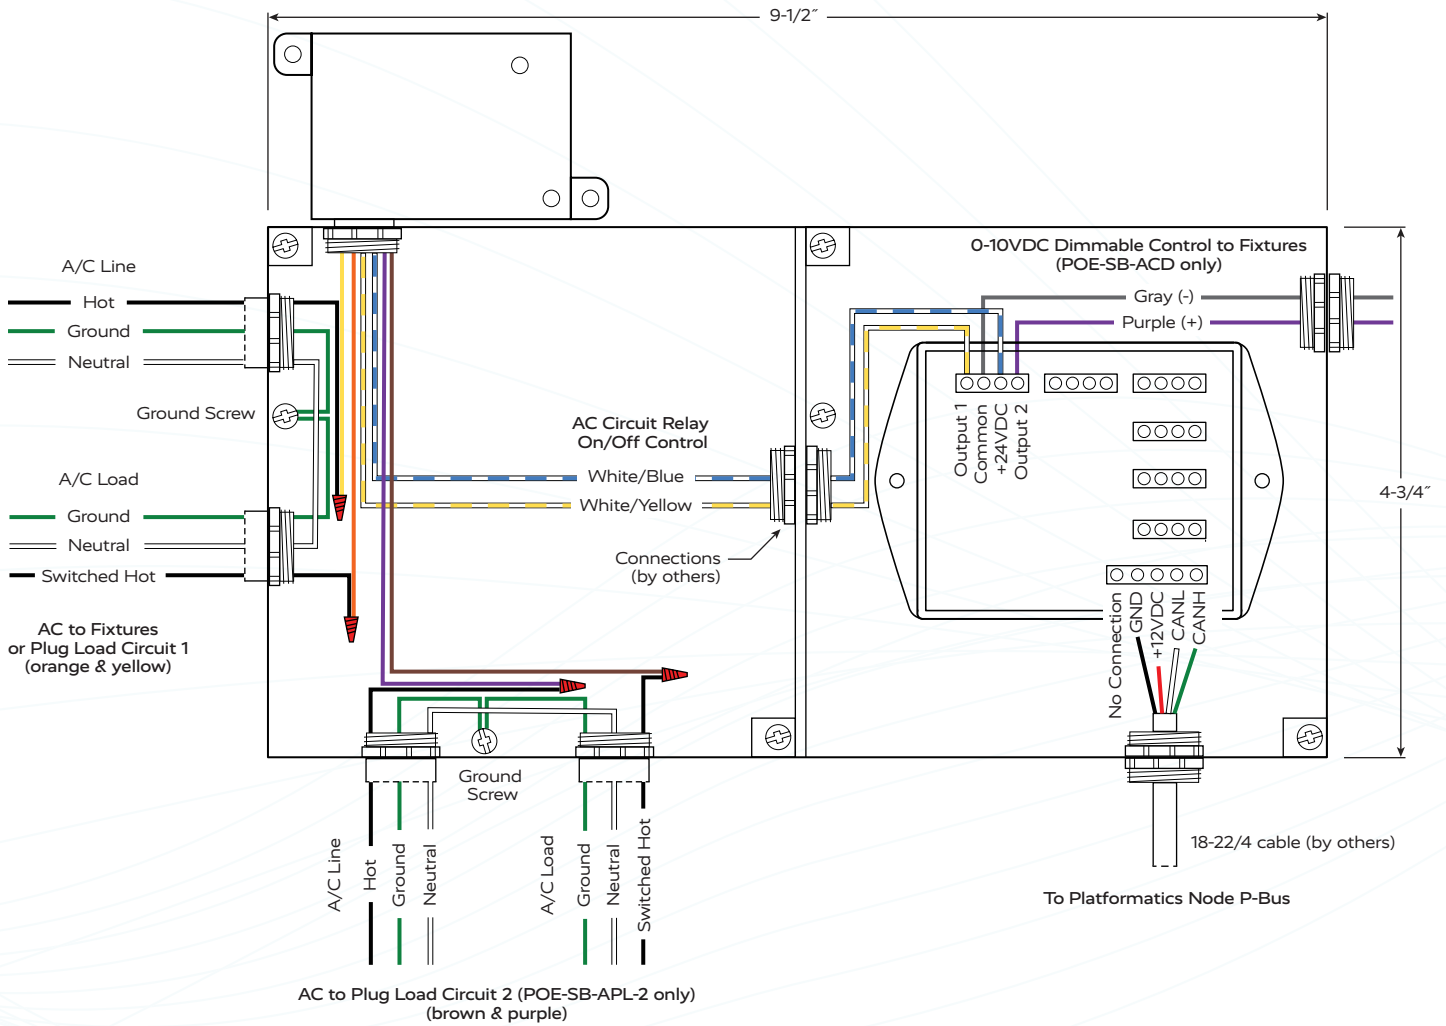 9-1/2″
A/C Line
Hot
Ground
Neutral
Ground Screw
A/C Load
Ground
Neutral
Switched Hot
AC to Fixtures
or Plug Load Circuit 1
(orange & yellow)
AC Circuit Relay
On/Off Control
White/Blue
White/Yellow
Connections
(by others)
0-10VDC Dimmable Control to Fixtures
(POE-SB-ACD only)
Gray (-)
Purple (+)
Output 1
Common
+24VDC
Output 2
4-3/4″
No Connection
GND
+12VDC
CANL
CANH
18-22/4 cable (by others)
To Platformatics Node P-Bus
Ground
Screw
A/C Line
Hot
Ground
Neutral
A/C Load
Ground
Neutral
Switched Hot
AC to Plug Load Circuit 2 (POE-SB-APL-2 only)
(brown & purple)